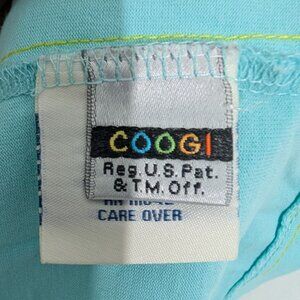 COOGI
Reg. U.S. Pat.
& T.M. Off.
CARE OVER